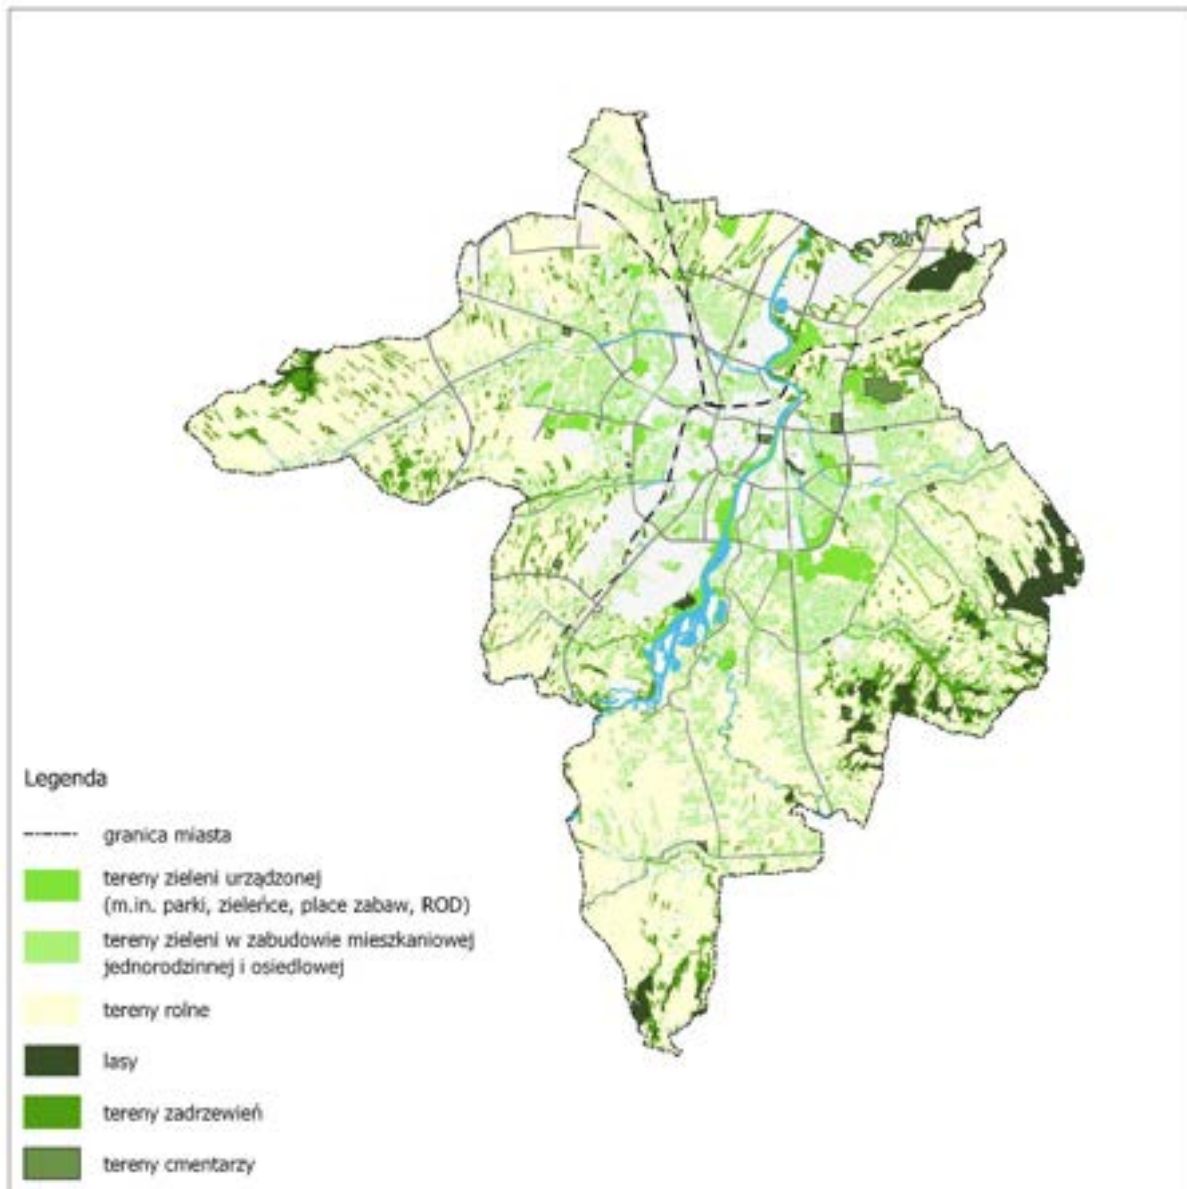 Legenda
granica miasta
tereny zieleni urządzonej
(m.in. parki, zieleńce, place zabaw, ROD)
tereny zieleni w zabudowie mieszkaniowej
jednorodzinnej i osiedlowej
tereny rolne
lasy
tereny zadrzewień
tereny cmentarzy